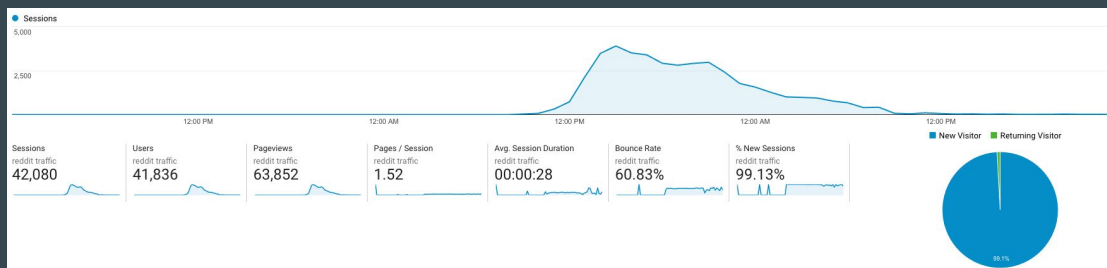 Sessions
5,000
2,500
12:00 PM
12:00 AM
12:00 PM
12:00 AM
12:00 PM
Sessions
reddit traffic
42,080
Users
reddit traffic
41,836
Pageviews
reddit traffic
63,852
Pages / Session
reddit traffic
1.52
Avg. Session Duration
reddit traffic
00:00:28
Bounce Rate
reddit traffic
60.83%
% New Sessions
reddit traffic
99.13%
New Visitor
Returning Visitor
99.1%